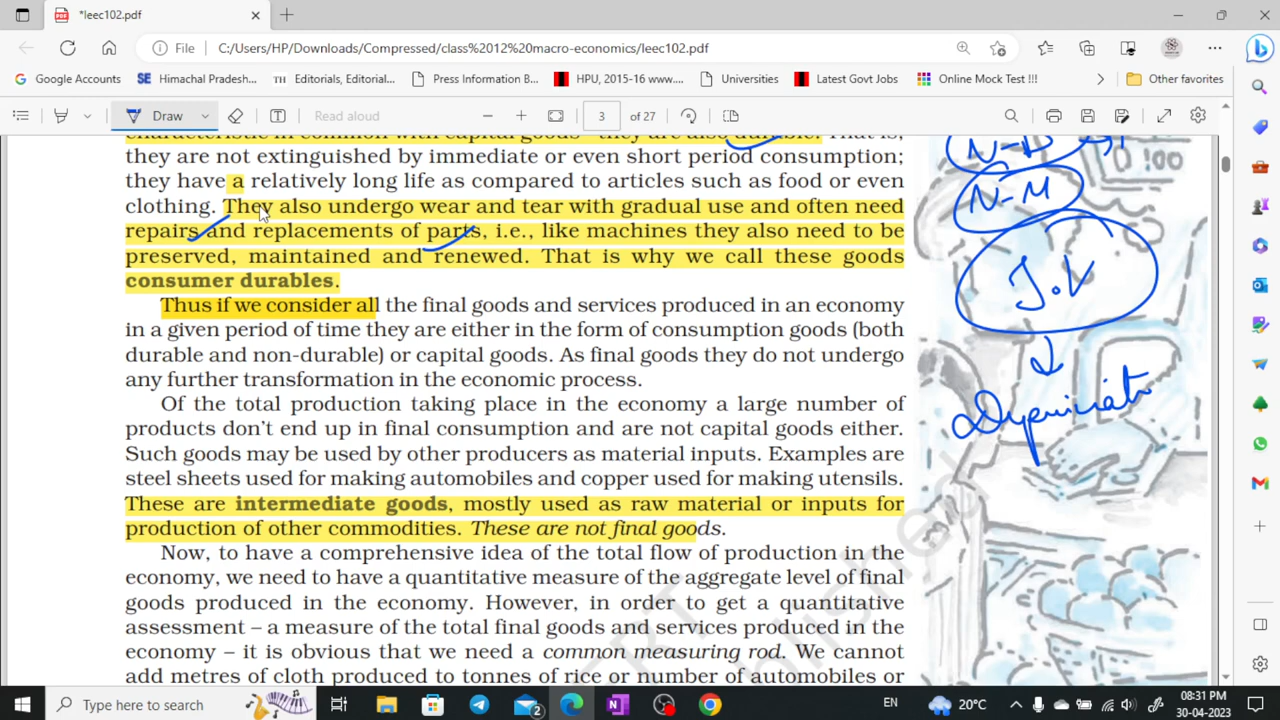 *leec102.pdf
File C:/Users/HP/Downloads/Compressed/class%2012%20macro-economics/leec102.pdf
Google Accounts SE Himachal Pradesh... TH Editorials, Editorial... Press Information B... HPU, 2015-16 www.... Universities Latest Govt Jobs Online Mock Test !!! Other favorites
Draw Read aloud 3 of 27
characteristic in common with capital goods – they are also durable. That is,
they are not extinguished by immediate or even short period consumption;
they have a relatively long life as compared to articles such as food or even
clothing. They also undergo wear and tear with gradual use and often need
repairs and replacements of parts, i.e., like machines they also need to be
preserved, maintained and renewed. That is why we call these goods
consumer durables.
Thus if we consider all the final goods and services produced in an economy
in a given period of time they are either in the form of consumption goods (both
durable and non-durable) or capital goods. As final goods they do not undergo
any further transformation in the economic process.
Of the total production taking place in the economy a large number of
products don't end up in final consumption and are not capital goods either.
Such goods may be used by other producers as material inputs. Examples are
steel sheets used for making automobiles and copper used for making utensils.
These are intermediate goods, mostly used as raw material or inputs for
production of other commodities. These are not final goods.
Now, to have a comprehensive idea of the total flow of production in the
economy, we need to have a quantitative measure of the aggregate level of final
goods produced in the economy. However, in order to get a quantitative
assessment – a measure of the total final goods and services produced in the
economy – it is obvious that we need a common measuring rod. We cannot
add metres of cloth produced to tonnes of rice or number of automobiles or
N-M
Type here to search
2
EN
20°C
08:31 PM
30-04-2023